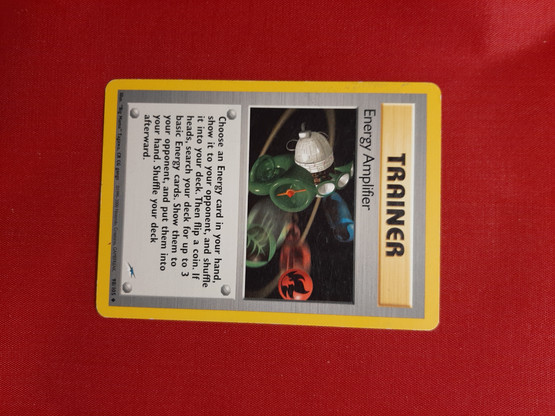 TRAINER
Energy Amplifier
Choose an Energy card in your hand,
show it to your opponent, and shuffle
it into your deck. Then flip a coin. If
heads, search your deck for up to 3
basic Energy cards. Show them to
your opponent, and put them into
your hand. Shuffle your deck
afterward.